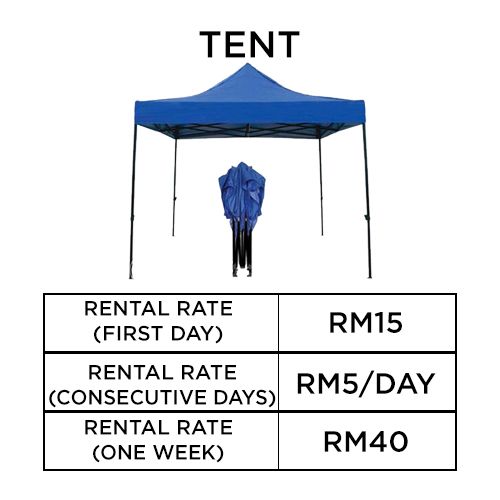 TENT
RENTAL RATE
(FIRST DAY)
RM15
RENTAL RATE
(CONSECUTIVE DAYS)
RM5/DAY
RENTAL RATE
(ONE WEEK)
RM40